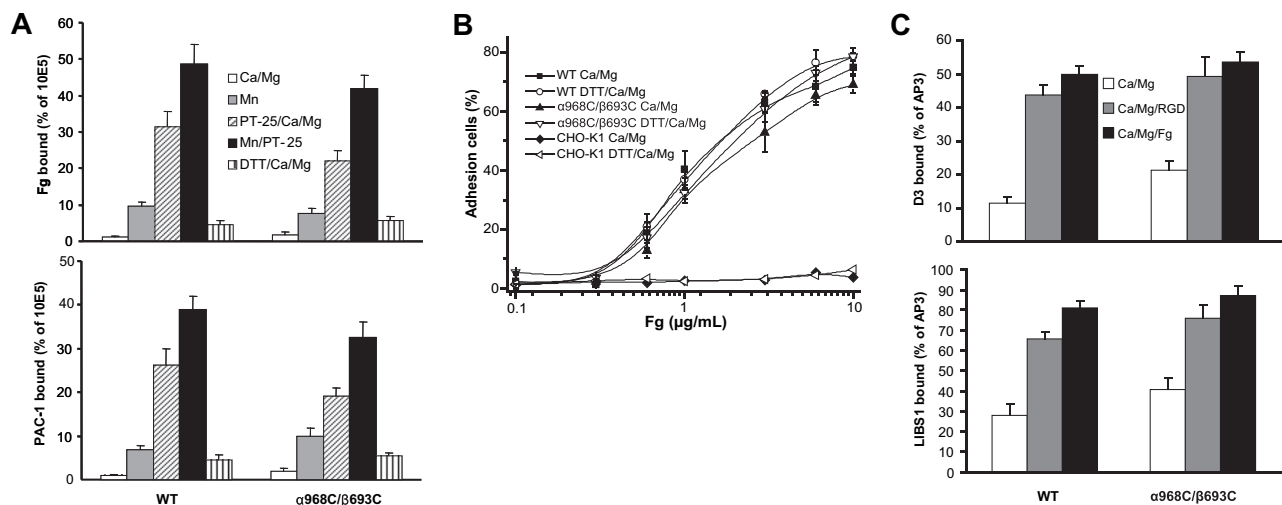 A
Fg bound (% of 10E5)
60
50
40
30
20
10
0
Ca/Mg
Mn
PT-25/Ca/Mg
Mn/PT-25
DTT/Ca/Mg
PAC-1 bound (% of 10E5)
50
40
30
20
10
0
WT
α968C/β693C
B
Adhesion cells (%)
80
60
40
20
0
WT Ca/Mg
WT DTT/Ca/Mg
α968C/β693C Ca/Mg
α968C/β693C DTT/Ca/Mg
CHO-K1 Ca/Mg
CHO-K1 DTT/Ca/Mg
0.1
1
10
Fg (µg/mL)
C
D3 bound (% of AP3)
60
50
40
30
20
10
0
Ca/Mg
Ca/Mg/RGD
Ca/Mg/Fg
LIBS1 bound (% of AP3)
100
90
80
70
60
50
40
30
20
10
0
WT
α968C/β693C